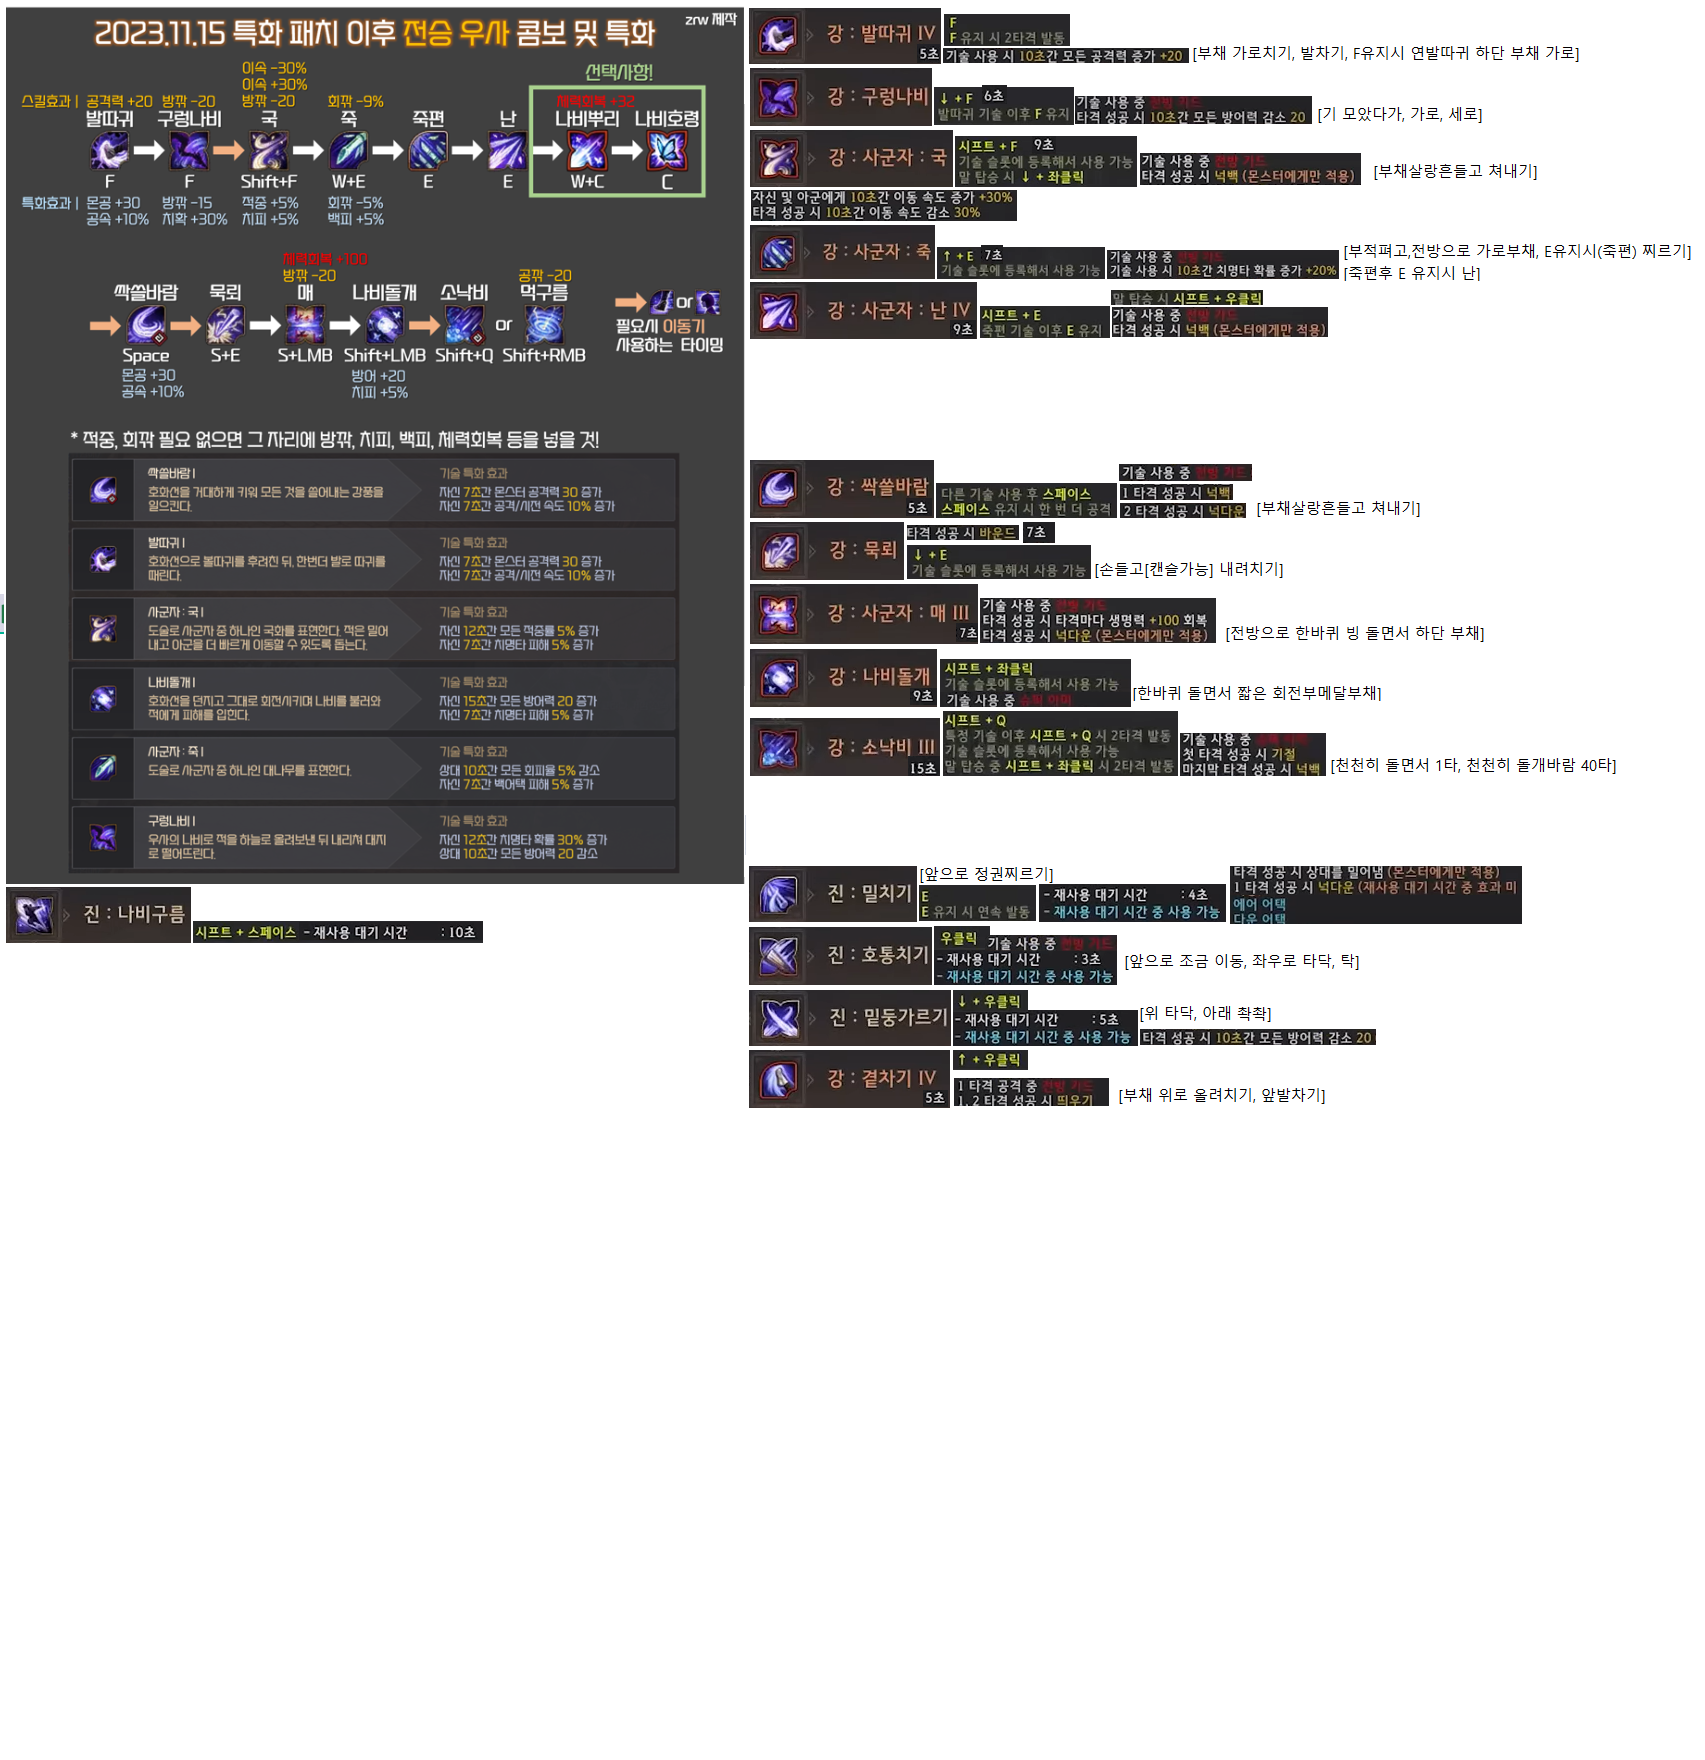 zrw 제작
2023.11.15 특화 패치 이후 전승 우사 콤보 및 특화
이속 -30%
이속 +30%
선택사항!
스킬효과 | 공격력 +20 방깎 -20 방깎 -20 회깎 -9% 체력회복 +32
발따귀 구렁나비 국 죽 죽편 난 나비뿌리 나비호령
F F Shift+F W+E E E W+C C
특화효과 | 몬공 +30 방깎 -15 적중 +5% 회깎 -5%
공속 +10% 치확 +30% 치피 +5% 백피 +5%
체력회복 +100
방깎 -20 공깎 -20
싹쓸바람 묵뢰 매 나비돌개 소낙비 or 먹구름
Space S+E S+LMB Shift+LMB Shift+Q Shift+RMB
몬공 +30 방어 +20
공속 +10% 치피 +5%
or
필요시 이동기
사용하는 타이밍
* 적중, 회깎 필요 없으면 그 자리에 방깎, 치피, 백피, 체력회복 등을 넣을 것!
싹쓸바람 I
호화선을 거대하게 키워 모든 것을 쓸어내는 강풍을
일으킨다.
기술 특화 효과
자신 7초간 몬스터 공격력 30 증가
자신 7초간 공격/시전 속도 10% 증가
발따귀 I
호화선으로 볼따귀를 후려친 뒤, 한번더 발로 따귀를
때린다.
기술 특화 효과
자신 7초간 몬스터 공격력 30 증가
자신 7초간 공격/시전 속도 10% 증가
사군자 : 국 I
도술로 사군자 중 하나인 국화를 표현한다. 적은 밀어
내고 아군을 더 빠르게 이동할 수 있도록 돕는다.
기술 특화 효과
자신 12초간 모든 적중률 5% 증가
자신 7초간 치명타 피해 5% 증가
나비돌개 I
호화선을 던지고 그대로 회전시키며 나비를 불러와
적에게 피해를 입힌다.
기술 특화 효과
자신 15초간 모든 방어력 20 증가
자신 7초간 치명타 피해 5% 증가
사군자 : 죽 I
도술로 사군자 중 하나인 대나무를 표현한다.
기술 특화 효과
상대 10초간 모든 회피율 5% 감소
자신 7초간 백어택 피해 5% 증가
구렁나비 I
우사의 나비로 적을 하늘로 올려보낸 뒤 내리쳐 대지
로 떨어뜨린다.
기술 특화 효과
자신 12초간 치명타 확률 30% 증가
상대 10초간 모든 방어력 20 감소
진 : 나비구름
시프트 + 스페이스 - 재사용 대기 시간 : 10초
강 : 발따귀 IV
5초
F
F 유지 시 2타격 발동
기술 사용 시 10초간 모든 공격력 증가 +20
[부채 가로치기, 발차기, F유지시 연발따귀 하단 부채 가로]
강 : 구렁나비
↓ + F 6초
발따귀 기술 이후 F 유지
기술 사용 중 전방 가드
타격 성공 시 10초간 모든 방어력 감소 20
[기 모았다가, 가로, 세로]
강 : 사군자 : 국
시프트 + F 9초
기술 슬롯에 등록해서 사용 가능
말 탑승 시 ↓ + 좌클릭
기술 사용 중 전방 가드
타격 성공 시 넉백 (몬스터에게만 적용)
[부채살랑흔들고 쳐내기]
자신 및 아군에게 10초간 이동 속도 증가 +30%
타격 성공 시 10초간 이동 속도 감소 30%
강 : 사군자 : 죽
↑ + E 7초
기술 슬롯에 등록해서 사용 가능
기술 사용 중 전방 가드
기술 사용 시 10초간 치명타 확률 증가 +20%
[부적펴고,전방으로 가로부채, E유지시(죽편) 찌르기]
[죽편후 E 유지시 난]
강 : 사군자 : 난 IV
9초
시프트 + E
죽편 기술 이후 E 유지
말 탑승 시 시프트 + 우클릭
기술 사용 중 전방 가드
타격 성공 시 넉백 (몬스터에게만 적용)
강 : 싹쓸바람
5초
다른 기술 사용 후 스페이스
스페이스 유지 시 한 번 더 공격
기술 사용 중 전방 가드
1 타격 성공 시 넉백
2 타격 성공 시 넉다운
[부채살랑흔들고 쳐내기]
강 : 묵뢰
타격 성공 시 바운드 7초
↓ + E
기술 슬롯에 등록해서 사용 가능
[손들고[캔슬가능] 내려치기]
강 : 사군자 : 매 III
7초
기술 사용 중 전방 가드
타격 성공 시 타격마다 생명력 +100 회복
타격 성공 시 넉다운 (몬스터에게만 적용)
[전방으로 한바퀴 빙 돌면서 하단 부채]
강 : 나비돌개
9초
시프트 + 좌클릭
기술 슬롯에 등록해서 사용 가능
기술 사용 중 슈퍼 아머
[한바퀴 돌면서 짧은 회전부메달부채]
강 : 소낙비 III
15초
시프트 + Q
특정 기술 이후 시프트 + Q 시 2타격 발동
기술 슬롯에 등록해서 사용 가능
말 탑승 중 시프트 + 좌클릭 시 2타격 발동
기술 사용 중 슈퍼 아머
첫 타격 성공 시 기절
마지막 타격 성공 시 넉백
[천천히 돌면서 1타, 천천히 돌개바람 40타]
진 : 밀치기
[앞으로 정권찌르기]
E
E 유지 시 연속 발동
- 재사용 대기 시간 : 4초
- 재사용 대기 시간 중 사용 가능
타격 성공 시 상대를 밀어냄 (몬스터에게만 적용)
1 타격 성공 시 넉다운 (재사용 대기 시간 중 효과 미
에어 어택
다운 어택
진 : 호통치기
우클릭 기술 사용 중 전방 가드
- 재사용 대기 시간 : 3초
- 재사용 대기 시간 중 사용 가능
[앞으로 조금 이동, 좌우로 타닥, 탁]
진 : 밑둥가르기
↓ + 우클릭
- 재사용 대기 시간 : 5초
- 재사용 대기 시간 중 사용 가능
[위 타닥, 아래 촥촥]
타격 성공 시 10초간 모든 방어력 감소 20
강 : 곁차기 IV
5초
↑ + 우클릭
1 타격 공격 중 전방 가드
1, 2 타격 성공 시 띄우기
[부채 위로 올려치기, 앞발차기]